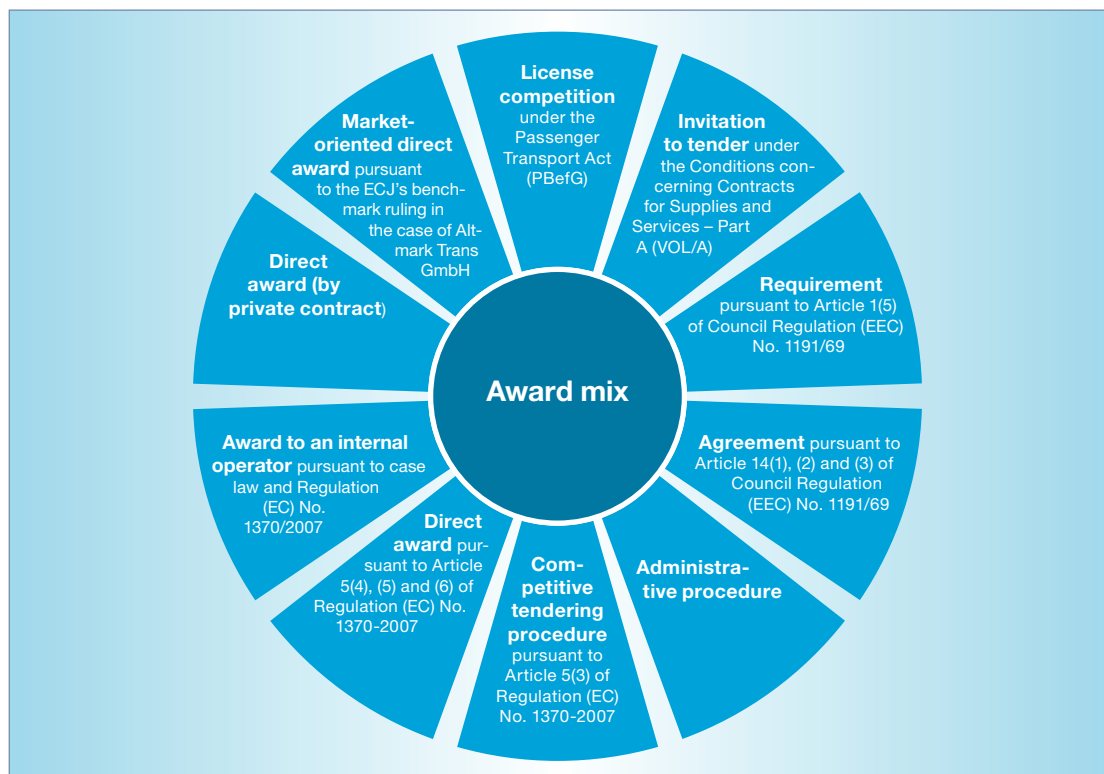 License
competition
under the
Passenger
Transport Act
(PBefG)
Invitation
to tender under
the Conditions con-
cerning Contracts
for Supplies and
Services – Part
A (VOL/A)
Requirement
pursuant to Article 1(5)
of Council Regulation (EEC)
No. 1191/69
Agreement pursuant to
Article 14(1), (2) and (3) of
Council Regulation
(EEC) No. 1191/69
Administra-
tive procedure
Com-
petitive
tendering
procedure
pursuant to
Article 5(3) of
Regulation (EC)
No. 1370-2007
Direct
award pur-
suant to Article
5(4), (5) and (6) of
Regulation (EC) No.
1370-2007
Award to an internal
operator pursuant to case
law and Regulation
(EC) No.
1370/2007
Direct
award (by
private contract)
Market-
oriented direct
award pursuant
to the ECJ’s bench-
mark ruling in
the case of Alt-
mark Trans
GmbH
Award mix